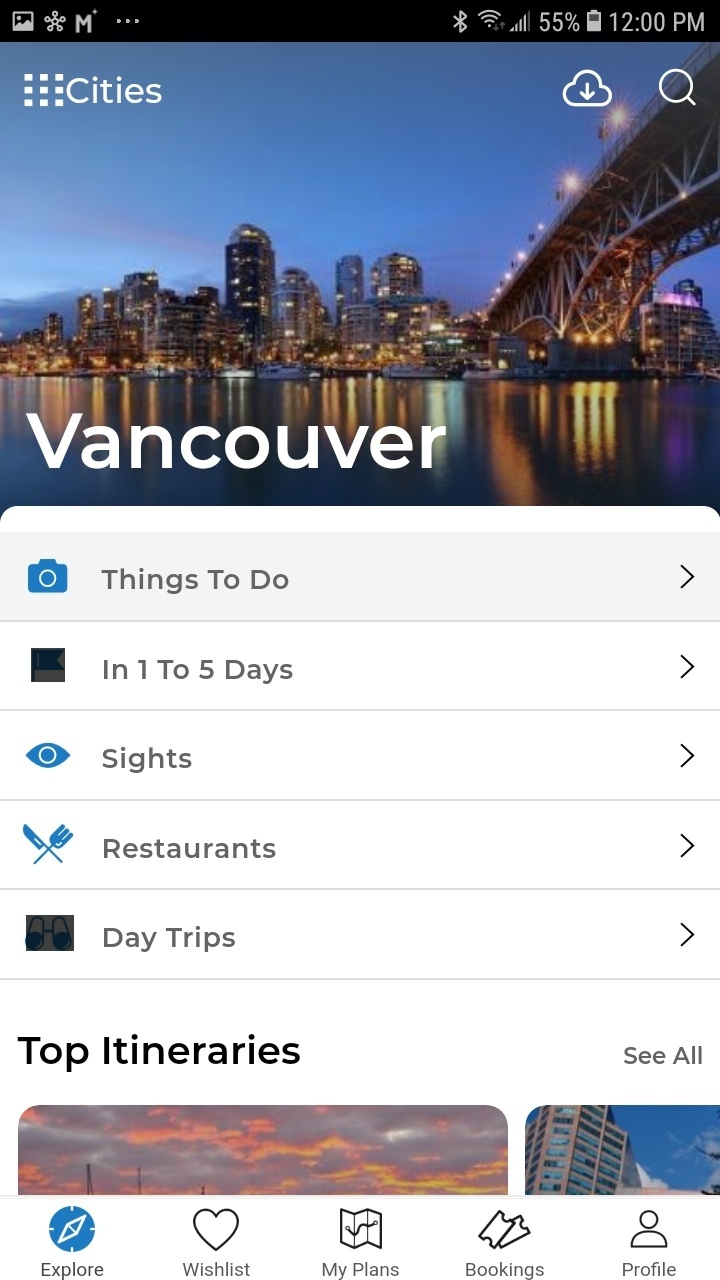 55% 12:00 PM
Cities
Vancouver
Things To Do
In 1 To 5 Days
Sights
Restaurants
Day Trips
Top Itineraries
See All
Explore
Wishlist
My Plans
Bookings
Profile